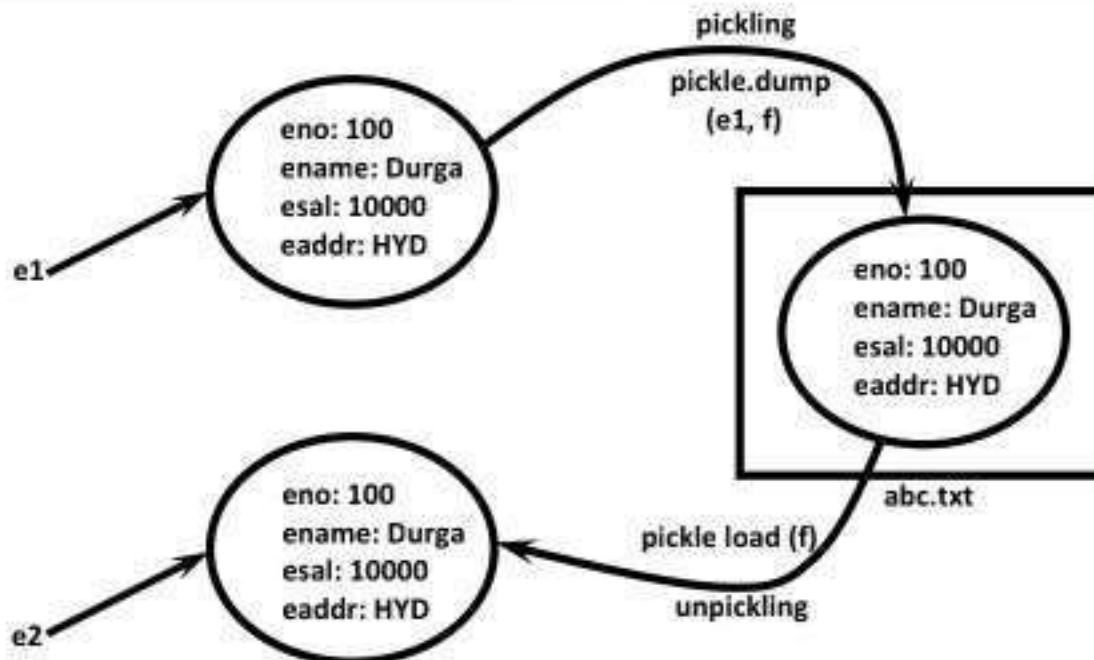 pickling
pickle.dump
(e1, f)
eno: 100
ename: Durga
esal: 10000
eaddr: HYD
e1
eno: 100
ename: Durga
esal: 10000
eaddr: HYD
abc.txt
pickle load (f)
unpickling
eno: 100
ename: Durga
esal: 10000
eaddr: HYD
e2